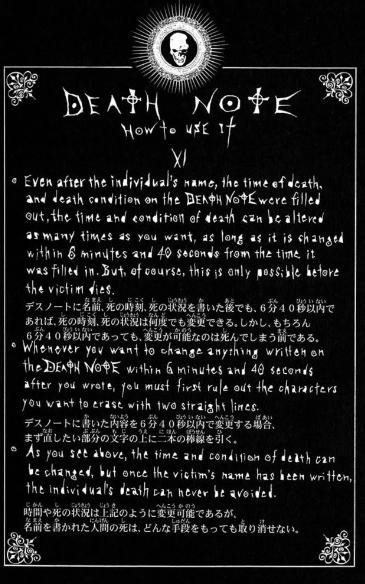 DEATH NOTE
How to use it
XI
Even after the individual's name, the time of death,
and death condition on the DEATH NOTE were filled
out, the time and condition of death can be altered
as many times as you want, as long as it is changed
within 6 minutes and 40 seconds from the time it
was filled in. But, of course, this is only possible before
the victim dies.
デスノートに名前、死の時刻、死の状況を書いた後でも、6分40秒以内で
あれば、死の時刻、死の状況は何度でも変更できる。しかし、もちろん
6分40秒以内であっても、変更が可能なのは死んでしまう前である。
Whenever you want to change anything written on
the DEATH NOTE within 6 minutes and 40 seconds
after you wrote, you must first rule out the characters
you want to erase with two straight lines.
デスノートに書いた内容を6分40秒以内で変更する場合、
まず直したい部分の文字の上に二本の棒線を引く。
As you see above, the time and condition of death can
be changed, but once the victim's name has been written,
the individual's death can never be avoided.
時間や死の状況は上記のように変更可能であるが、
名前を書かれた人間の死は、どんな手段をもっても取り消せない。